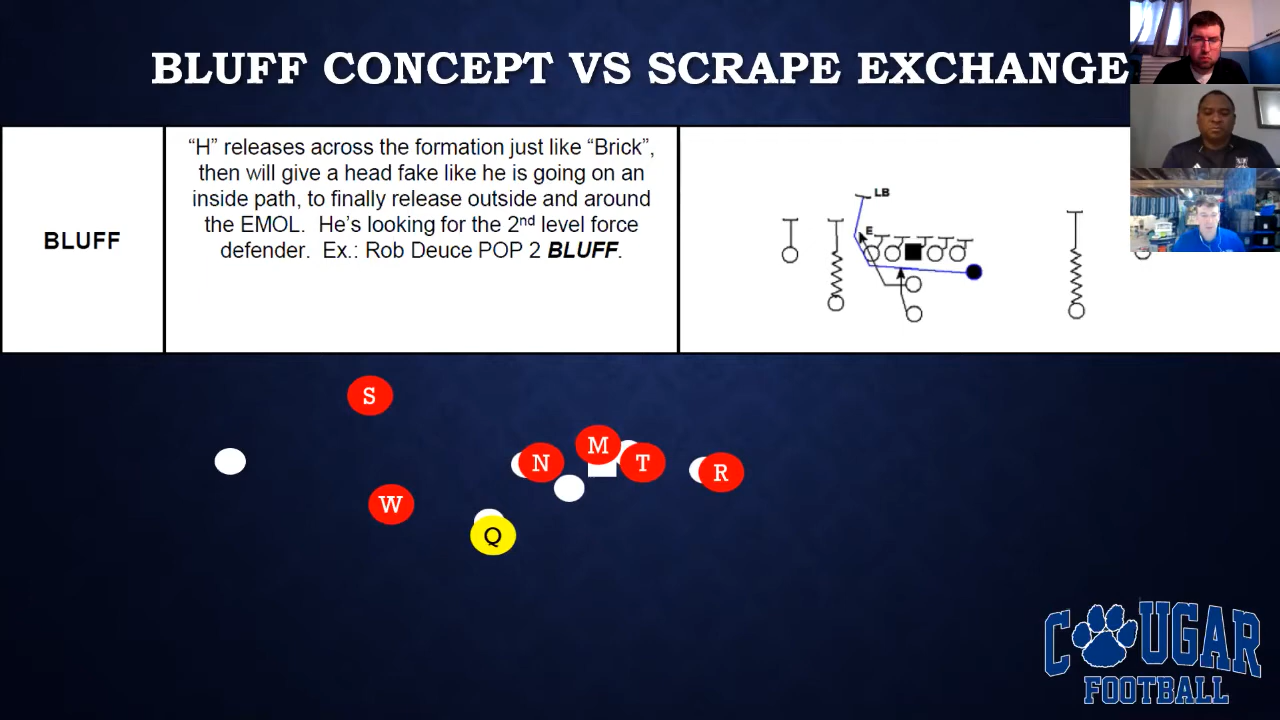 BLUFF CONCEPT VS SCRAPE EXCHANGE
BLUFF
“H” releases across the formation just like “Brick”,
then will give a head fake like he is going on an
inside path, to finally release outside and around
the EMOL. He’s looking for the 2nd level force
defender. Ex.: Rob Deuce POP 2 BLUFF.
LB
E
S
N
M
T
R
W
Q
COUGAR
FOOTBALL